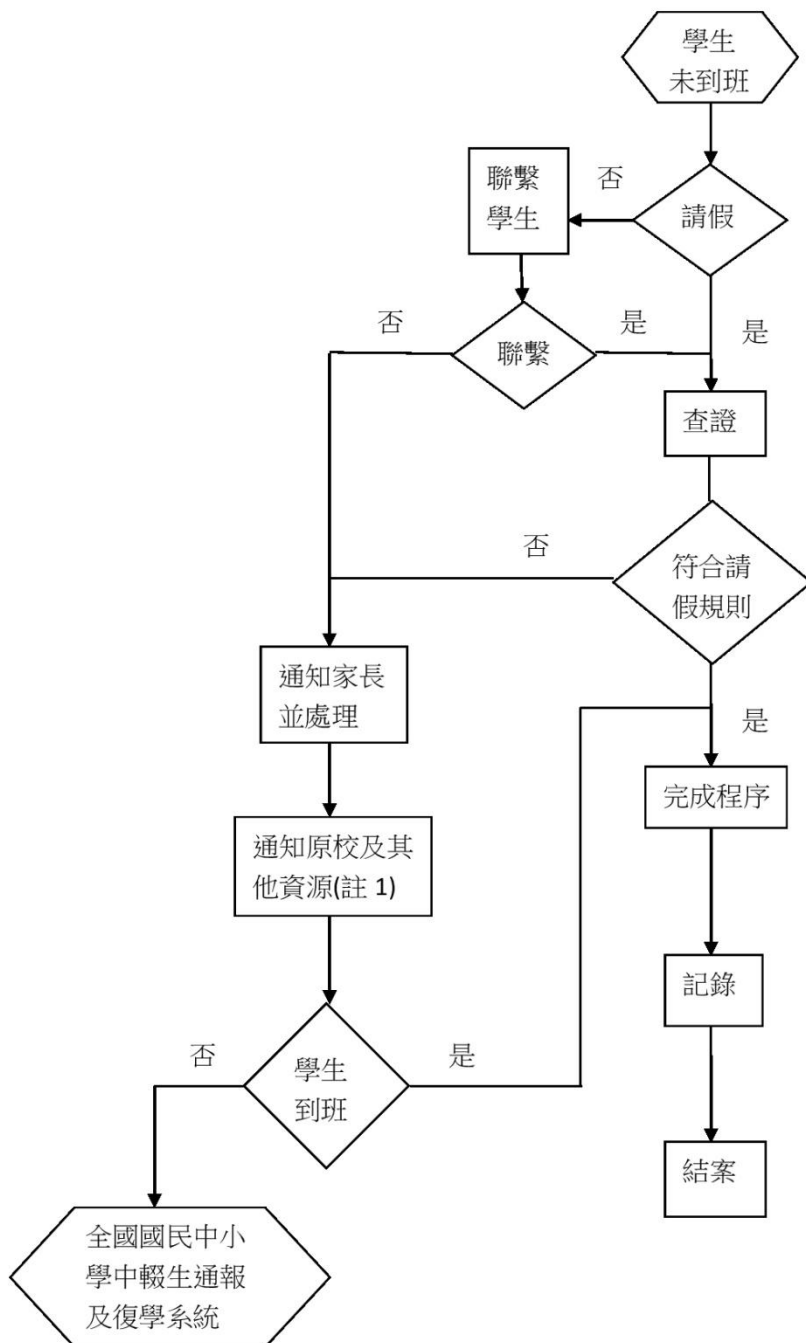 學生
未到班
請假
否
聯繫
學生
否
聯繫
是
是
查證
否
符合請
假規則
通知家長
並處理
是
完成程序
通知原校及其
他資源(註 1)
記錄
否
學生
到班
是
結案
全國國民中小
學中輟生通報
及復學系統